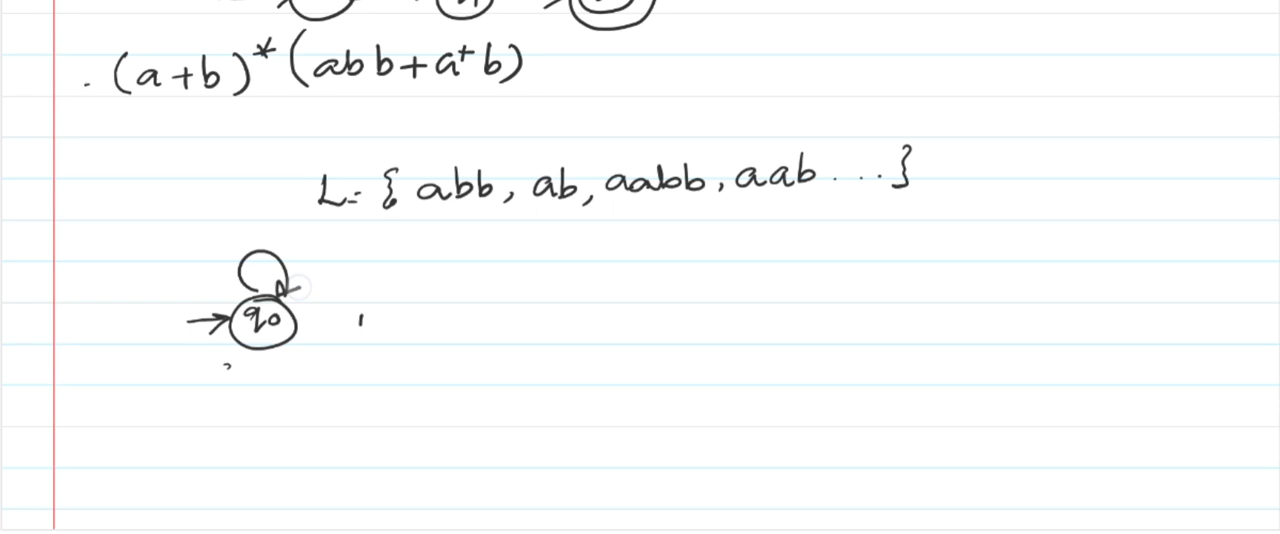 . (a+b)*(abb+a⁺b)
L= { abb, ab, aabb, aab ....}
q0